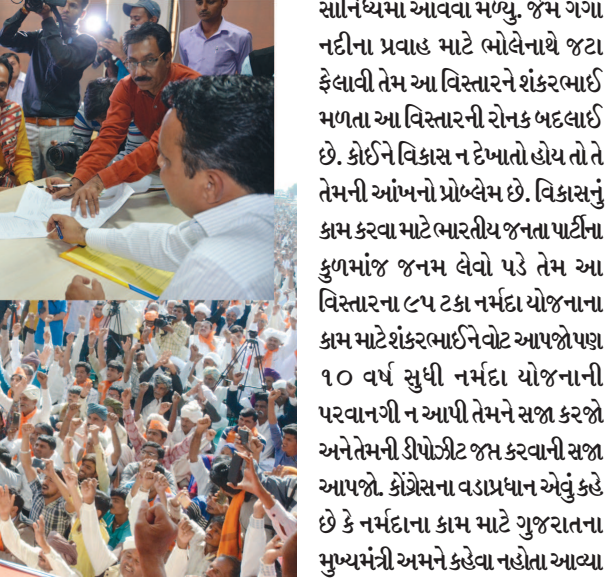 સાનિધ્યમાં આવવા મળ્યુ. જેમ ગંગા
નદીના પ્રવાહ માટે ભોલેનાથે જટા
ફેલાવી તેમ આ વિસ્તારને શંકરભાઈ
મળતા આ વિસ્તારની રોનક બદલાઈ
છે. કોઈને વિકાસ ન દેખાતો હોય તો તે
તેમની આંખનો પ્રોબ્લેમ છે. વિકાસનું
કામ કરવા માટે ભારતીય જનતા પાર્ટીના
કુળમાંજ જનમ લેવો પડે તેમ આ
વિસ્તારના ૯૫ ટકા નર્મદા યોજનાના
કામ માટે શંકરભાઈને વોટ આપજો પણ
૧૦ વર્ષ સુધી નર્મદા યોજનાની
પરવાનગી ન આપી તેમને સજા કરજો
અને તેમની ડીપોઝીટ જપ્ત કરવાની સજા
આપજો. કોંગ્રેસના વડાપ્રધાન એવું કહે
છે કે નર્મદાના કામ માટે ગુજરાતના
મુખ્યમંત્રી અમને કહેવા નહોતા આવ્યા